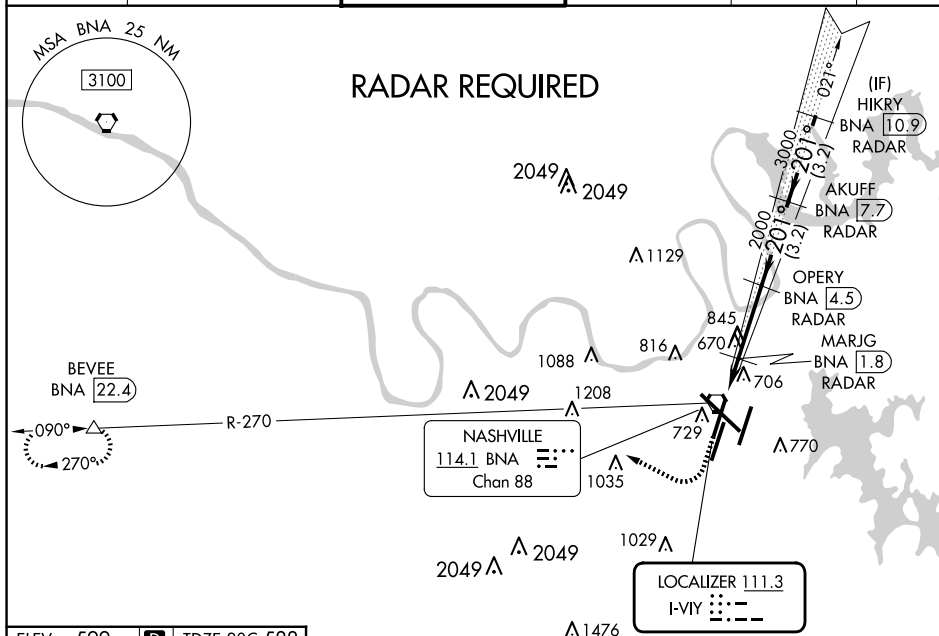 MSA BNA 25 NM
3100
RADAR REQUIRED
021°
(IF)
HIKRY
BNA 10.9
RADAR
3000
201°
(3.2)
AKUFF
BNA 7.7
RADAR
2000
201°
(3.2)
OPERY
BNA 4.5
RADAR
MARJG
BNA 1.8
RADAR
2049
2049
1129
845
670
816
1088
706
BEVEE
BNA 22.4
2049
1208
R-270
090°
270°
729
770
NASHVILLE
114.1 BNA
Chan 88
1035
1029
2049
2049
LOCALIZER 111.3
I-VIY
1476